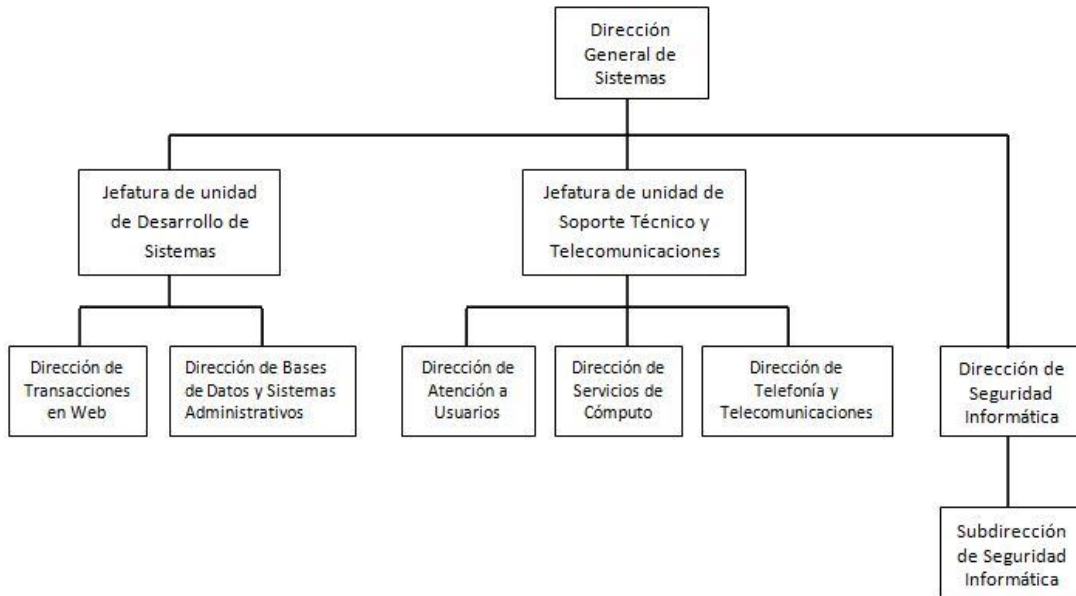 Dirección
General de
Sistemas
Jefatura de unidad
de Desarrollo de
Sistemas
Jefatura de unidad de
Soporte Técnico y
Telecomunicaciones
Dirección de
Transacciones
en Web
Dirección de Bases
de Datos y Sistemas
Administrativos
Dirección de
Atención a
Usuarios
Dirección de
Servicios de
Cómputo
Dirección de
Telefonía y
Telecomunicaciones
Dirección de
Seguridad
Informática
Subdirección
de Seguridad
Informática